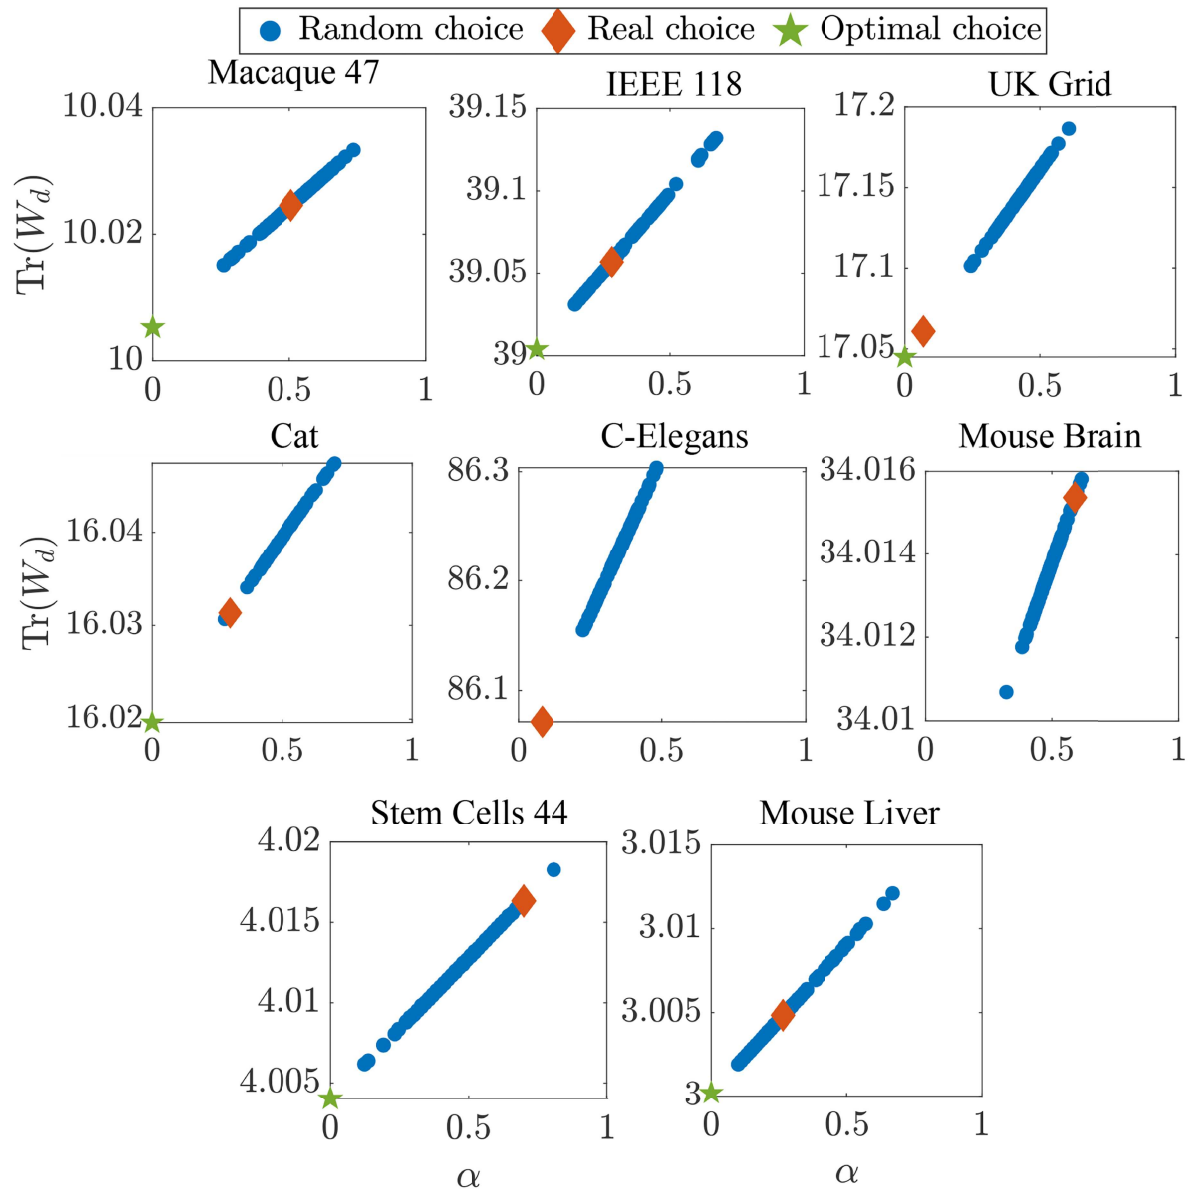 Random choice Real choice Optimal choice
Macaque 47 IEEE 118 UK Grid
10.04
10.02
10
Tr(W_d)
0 0.5 1
39.15
39.1
39.05
39
0 0.5 1
17.2
17.15
17.1
17.05
0 0.5 1
Cat C-Elegans Mouse Brain
16.04
16.03
16.02
Tr(W_d)
0 0.5 1
86.3
86.2
86.1
0 0.5 1
34.016
34.014
34.012
34.01
0 0.5 1
Stem Cells 44 Mouse Liver
4.02
4.015
4.01
4.005
0 0.5 1
α
3.015
3.01
3.005
3
0 0.5 1
α